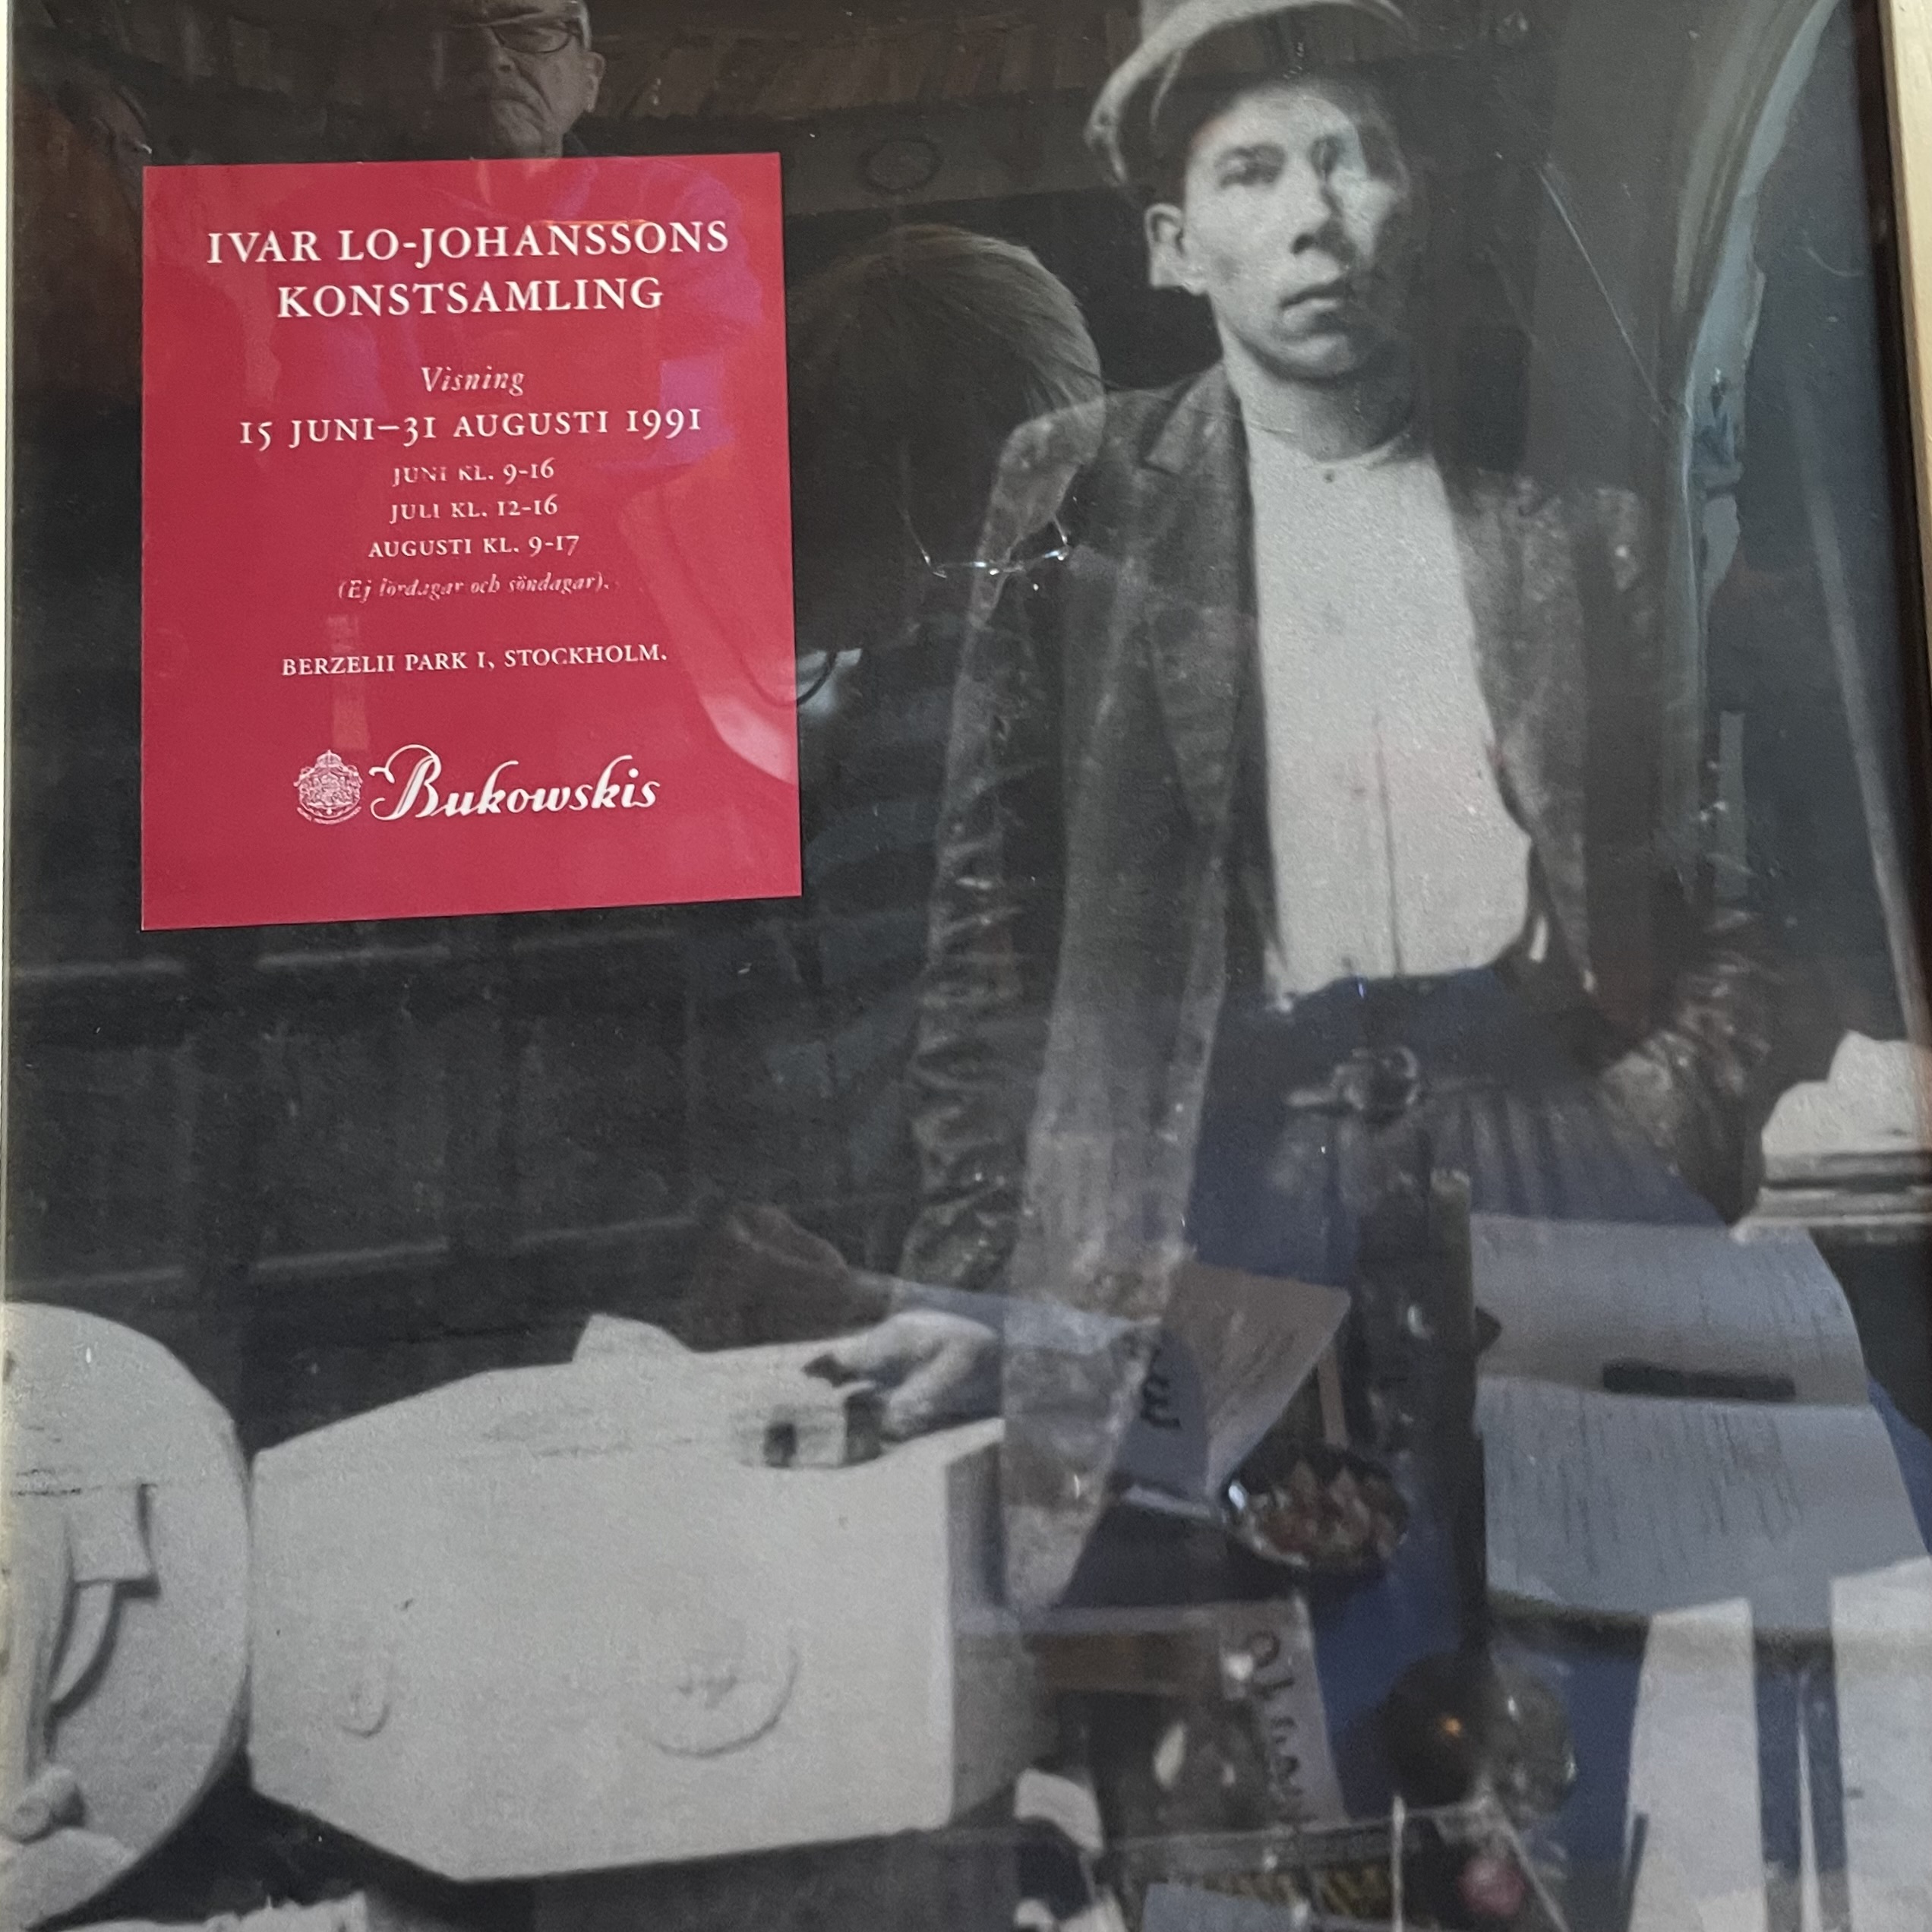 IVAR LO-JOHANSSONS
KONSTSAMLING
Visning
15 JUNI–31 AUGUSTI 1991
JUNI KL. 9-16
JULI KL. 12-16
AUGUSTI KL. 9-17
(Ej lördagar och söndagar).
BERZELII PARK 1, STOCKHOLM.
Bukowskis